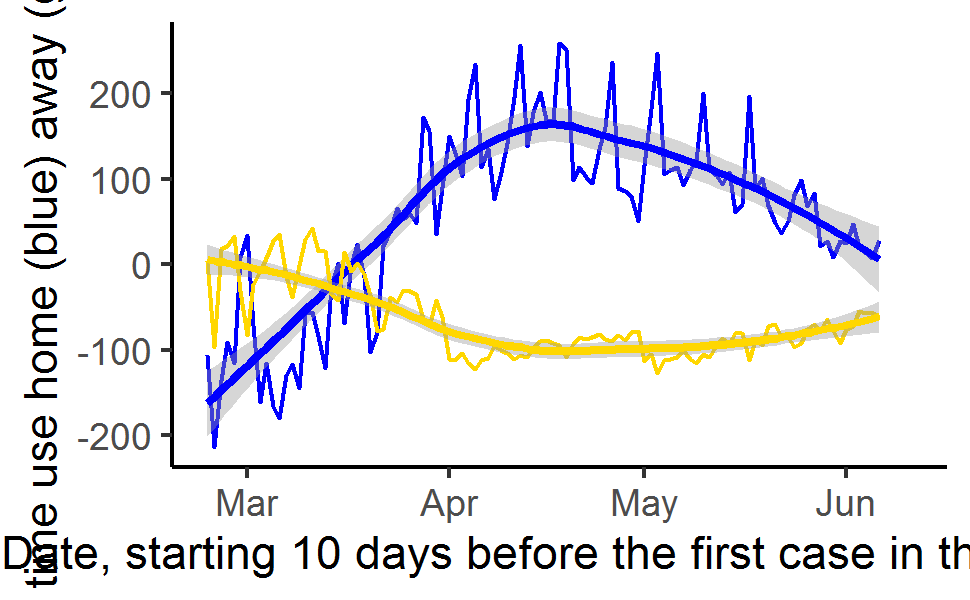 time use home (blue) away (
200
100
0
-100
-200
Mar Apr May Jun
Date, starting 10 days before the first case in th